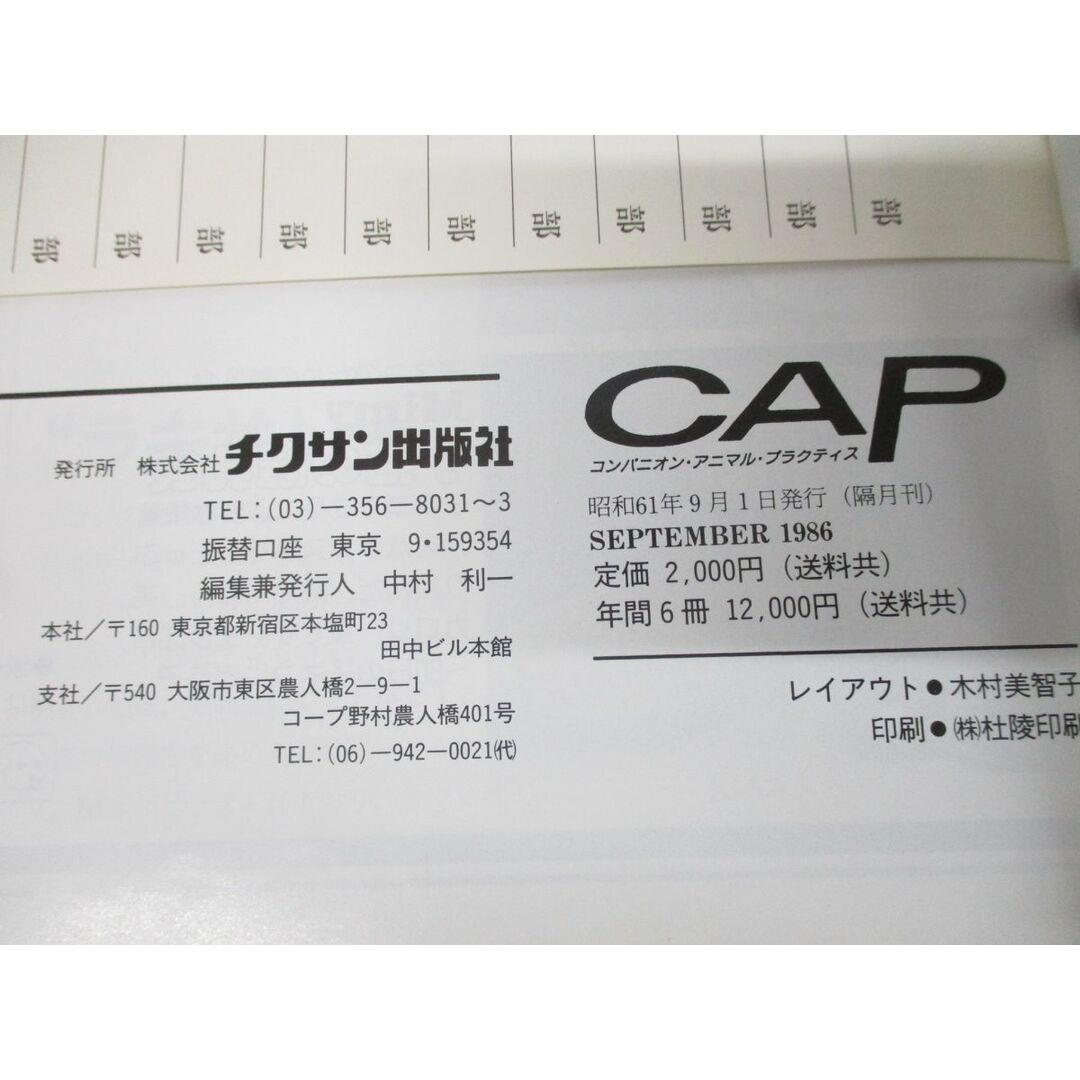 部 部 部 部 部 部 部 部 部 部 部
CAP
コンパニオン・アニマル・プラクティス
昭和61年9月1日発行（隔月刊）
SEPTEMBER 1986
定価 2,000円（送料共）
年間6冊 12,000円（送料共）
レイアウト●木村美智子
印刷●㈱杜陵印刷
発行所 株式会社チクサン出版社
TEL：(03)―356―8031～3
振替口座 東京 9・159354
編集兼発行人 中村 利一
本社／〒160 東京都新宿区本塩町23
田中ビル本館
支社／〒540 大阪市東区農人橋2―9―1
コープ野村農人橋401号
TEL：(06)―942―0021㈹